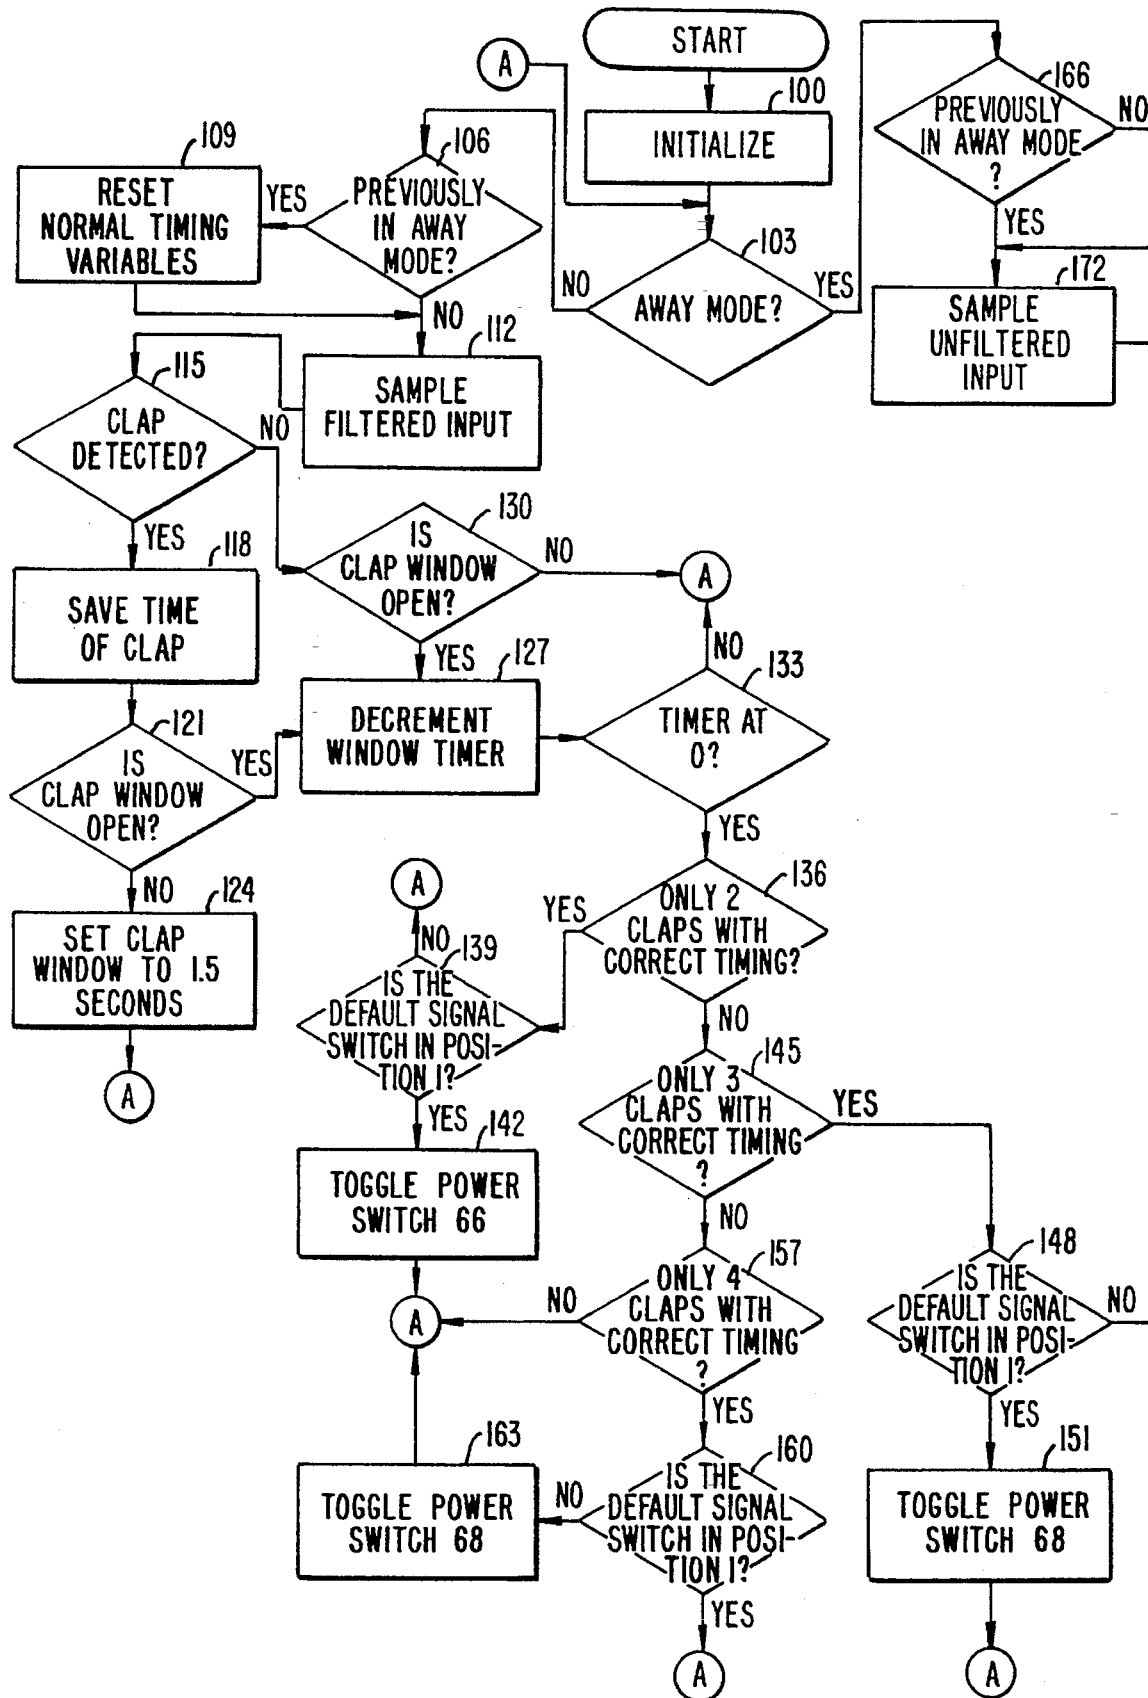 START
A
100
INITIALIZE
166
PREVIOUSLY
IN AWAY MODE
?
NO
YES
109
RESET
NORMAL TIMING
VARIABLES
YES
106
PREVIOUSLY
IN AWAY
MODE?
NO
103
AWAY MODE?
NO
YES
172
SAMPLE
UNFILTERED
INPUT
112
SAMPLE
FILTERED INPUT
115
CLAP
DETECTED?
NO
YES
130
IS
CLAP WINDOW
OPEN?
NO
A
YES
118
SAVE TIME
OF CLAP
127
DECREMENT
WINDOW TIMER
NO
133
TIMER AT
0?
YES
121
IS
CLAP WINDOW
OPEN?
YES
NO
124
SET CLAP
WINDOW TO 1.5
SECONDS
A
136
ONLY 2
CLAPS WITH
CORRECT TIMING?
YES
NO
A
NO
139
IS THE
DEFAULT SIGNAL
SWITCH IN POSI-
TION 1?
YES
142
TOGGLE POWER
SWITCH 66
A
145
ONLY 3
CLAPS WITH
CORRECT TIMING
?
YES
NO
157
ONLY 4
CLAPS WITH
CORRECT TIMING
?
NO
YES
148
IS THE
DEFAULT SIGNAL
SWITCH IN POSI-
TION 1?
NO
YES
163
TOGGLE POWER
SWITCH 68
160
IS THE
DEFAULT SIGNAL
SWITCH IN POSI-
TION 1?
NO
YES
A
151
TOGGLE POWER
SWITCH 68
A